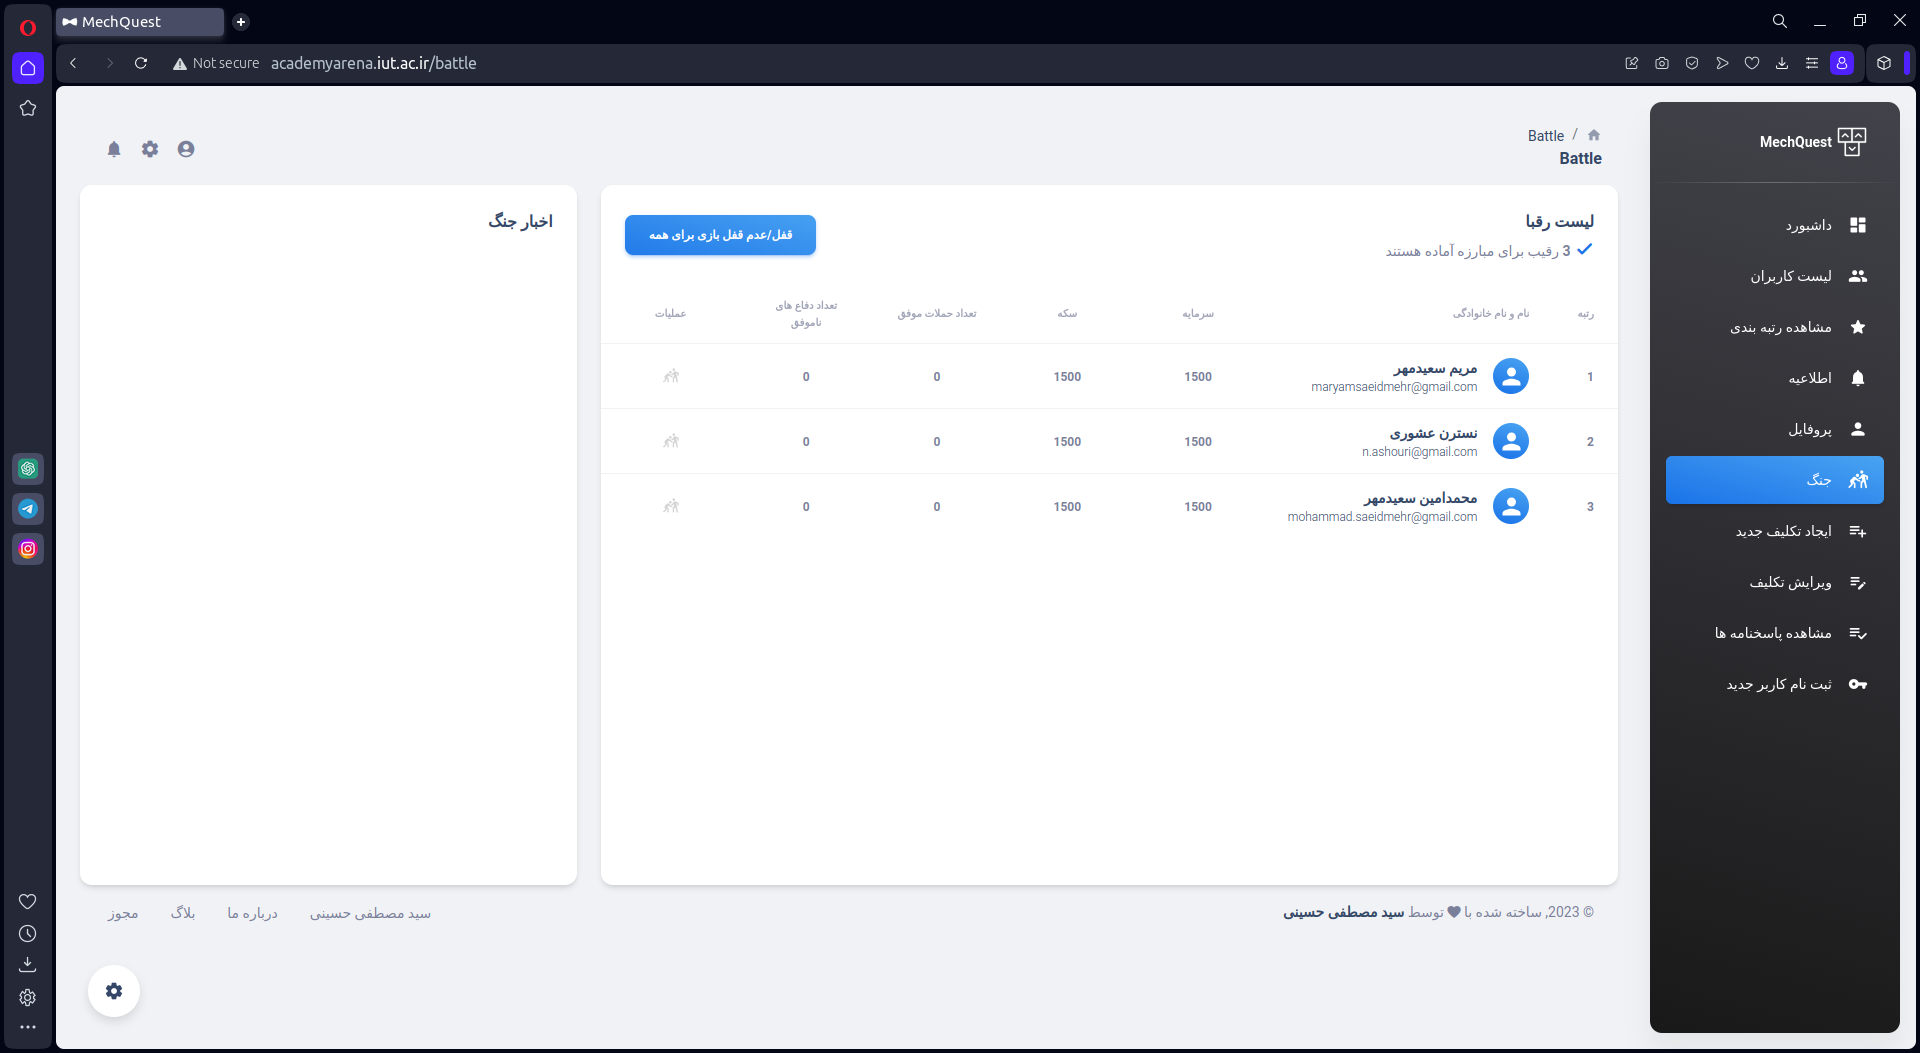 MechQuest
Not secure academyarena.iut.ac.ir/battle
MechQuest
داشبورد
لیست کاربران
مشاهده رتبه بندی
اطلاعیه
پروفایل
جنگ
ایجاد تکلیف جدید
ویرایش تکلیف
مشاهده پاسخنامه ها
ثبت نام کاربر جدید
Battle /
Battle
لیست رقبا
3 رقیب برای مبارزه آماده هستند
قفل/عدم قفل بازی برای همه
رتبه نام و نام خانوادگی سرمایه سکه تعداد حملات موفق تعداد دفاع های ناموفق عملیات
1 مریم سعیدمهر 1500 1500 0 0
maryamsaeidmehr@gmail.com
2 نسترن عشوری 1500 1500 0 0
n.ashouri@gmail.com
3 محمدامین سعیدمهر 1500 1500 0 0
mohammad.saeidmehr@gmail.com
اخبار جنگ
© 2023, ساخته شده با توسط سید مصطفی حسینی
سید مصطفی حسینی درباره ما بلاگ مجوز